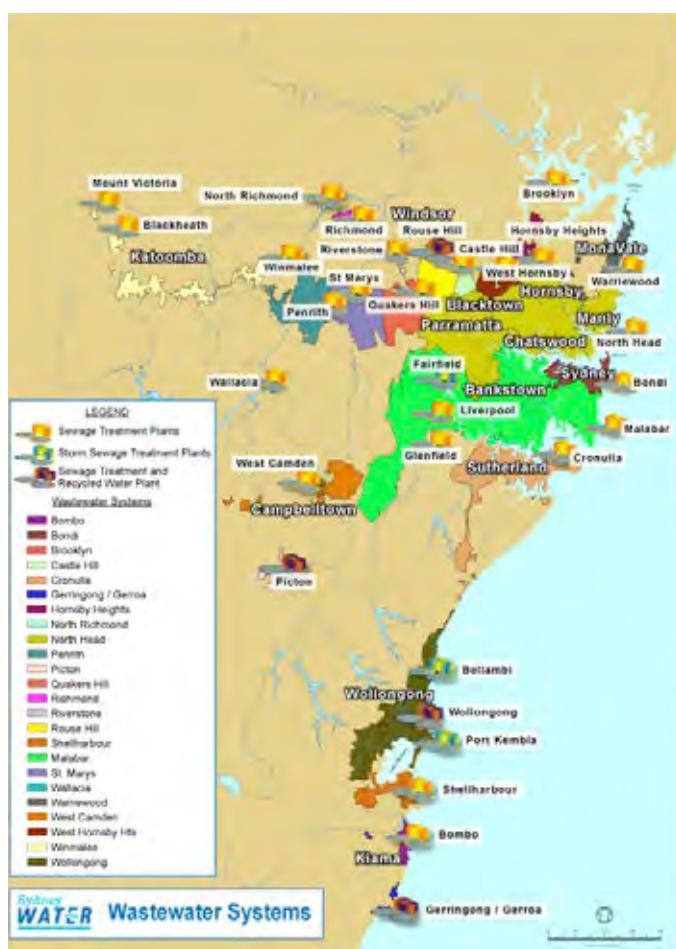 Mount Victoria
North Richmond
Brooklyn
Blackheath
Richmond
Windsor
Hornsby Heights
Katoomba
Riverstone
Rouse Hill
Castle Hill
MonaVale
Winmalee
St Marys
West Hornsby
Warriewood
Penrith
Quakers Hill
Blacktown
Hornsby
Parramatta
Manly
Chatswood
North Head
Fairfield
Sydney
Wallacia
Bankstown
Bondi
Liverpool
Malabar
Glenfield
West Camden
Sutherland
Cronulla
Campbelltown
Picton
Bellambi
Wollongong
Wollongong
Port Kembla
Shellharbour
Bombo
Kiama
Gerringong / Gerroa
LEGEND
Sewage Treatment Plants
Storm Sewage Treatment Plants
Sewage Treatment and
Recycled Water Plant
Wastewater Systems
Bombo
Bondi
Brooklyn
Castle Hill
Cronulla
Gerringong / Gerroa
Hornsby Heights
North Richmond
North Head
Penrith
Picton
Quakers Hill
Richmond
Riverstone
Rouse Hill
Shellharbour
Malabar
St. Marys
Wallacia
Warriewood
West Camden
West Hornsby Hts
Winmalee
Wollongong
Sydney
WATER
Wastewater Systems